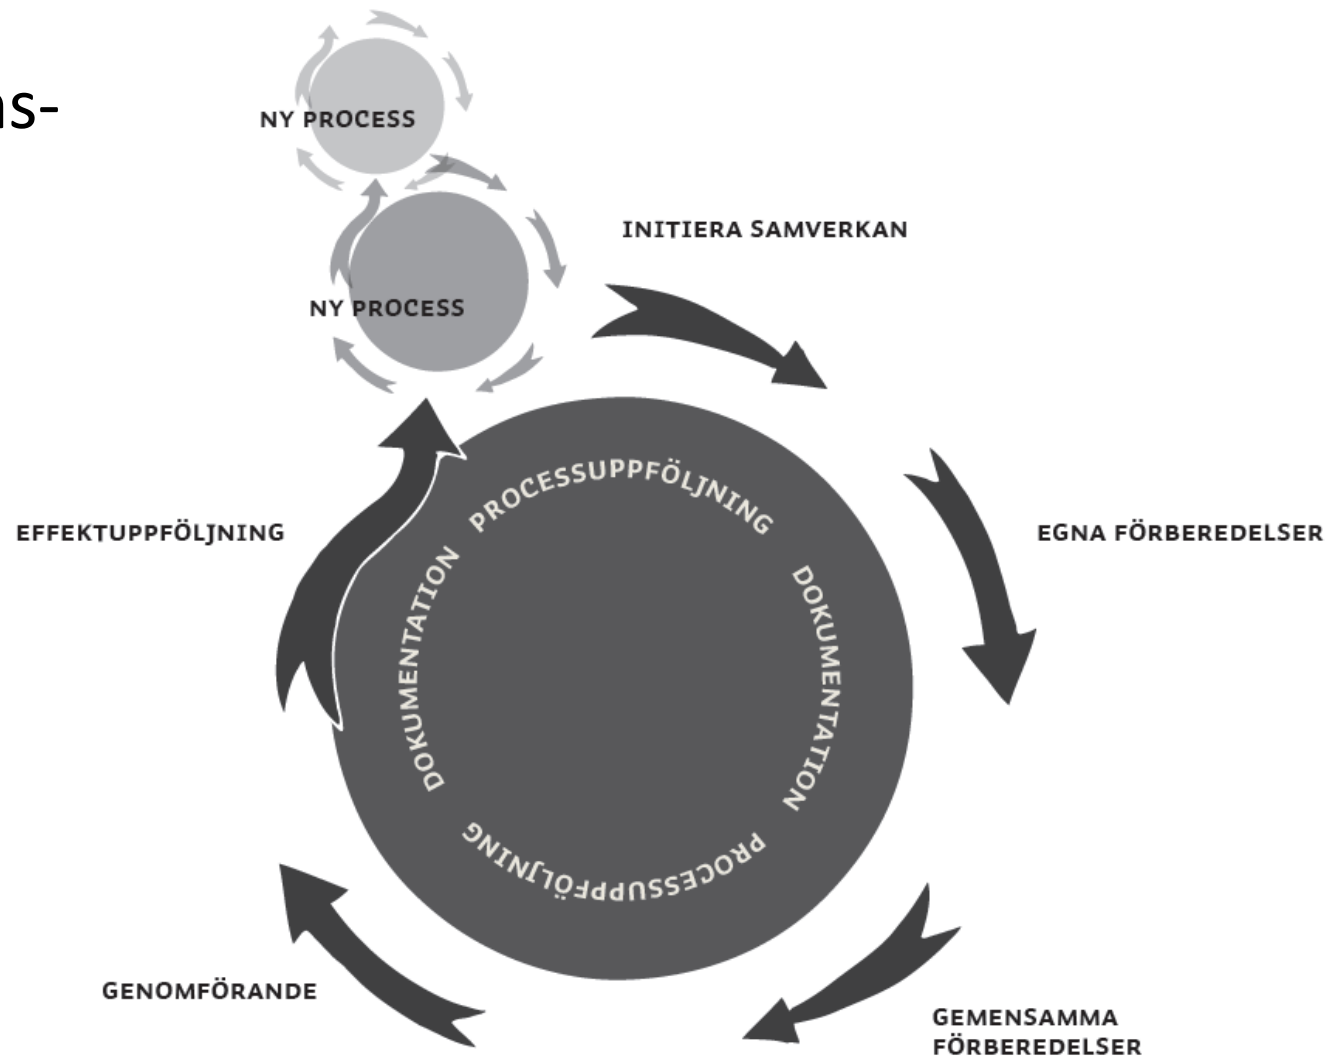 ns-
NY PROCESS
NY PROCESS
INITIERA SAMVERKAN
EGNA FÖRBEREDELSER
GEMENSAMMA
FÖRBEREDELSER
GENOMFÖRANDE
EFFEKTUPPFÖLJNING
PROCESSUPPFÖLJNING
DOKUMENTATION
PROCESSUPPFÖLJNING
DOKUMENTATION